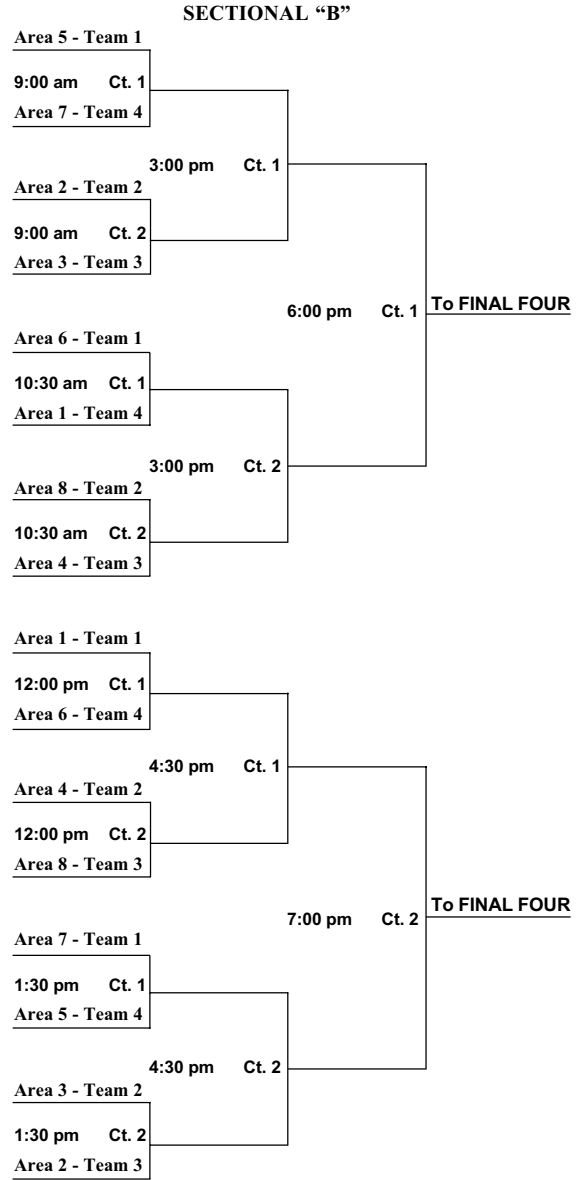 SECTIONAL “B”
Area 5 - Team 1
9:00 am Ct. 1
Area 7 - Team 4
3:00 pm Ct. 1
Area 2 - Team 2
9:00 am Ct. 2
Area 3 - Team 3
6:00 pm Ct. 1
To FINAL FOUR
Area 6 - Team 1
10:30 am Ct. 1
Area 1 - Team 4
3:00 pm Ct. 2
Area 8 - Team 2
10:30 am Ct. 2
Area 4 - Team 3
Area 1 - Team 1
12:00 pm Ct. 1
Area 6 - Team 4
4:30 pm Ct. 1
Area 4 - Team 2
12:00 pm Ct. 2
Area 8 - Team 3
7:00 pm Ct. 2
To FINAL FOUR
Area 7 - Team 1
1:30 pm Ct. 1
Area 5 - Team 4
4:30 pm Ct. 2
Area 3 - Team 2
1:30 pm Ct. 2
Area 2 - Team 3